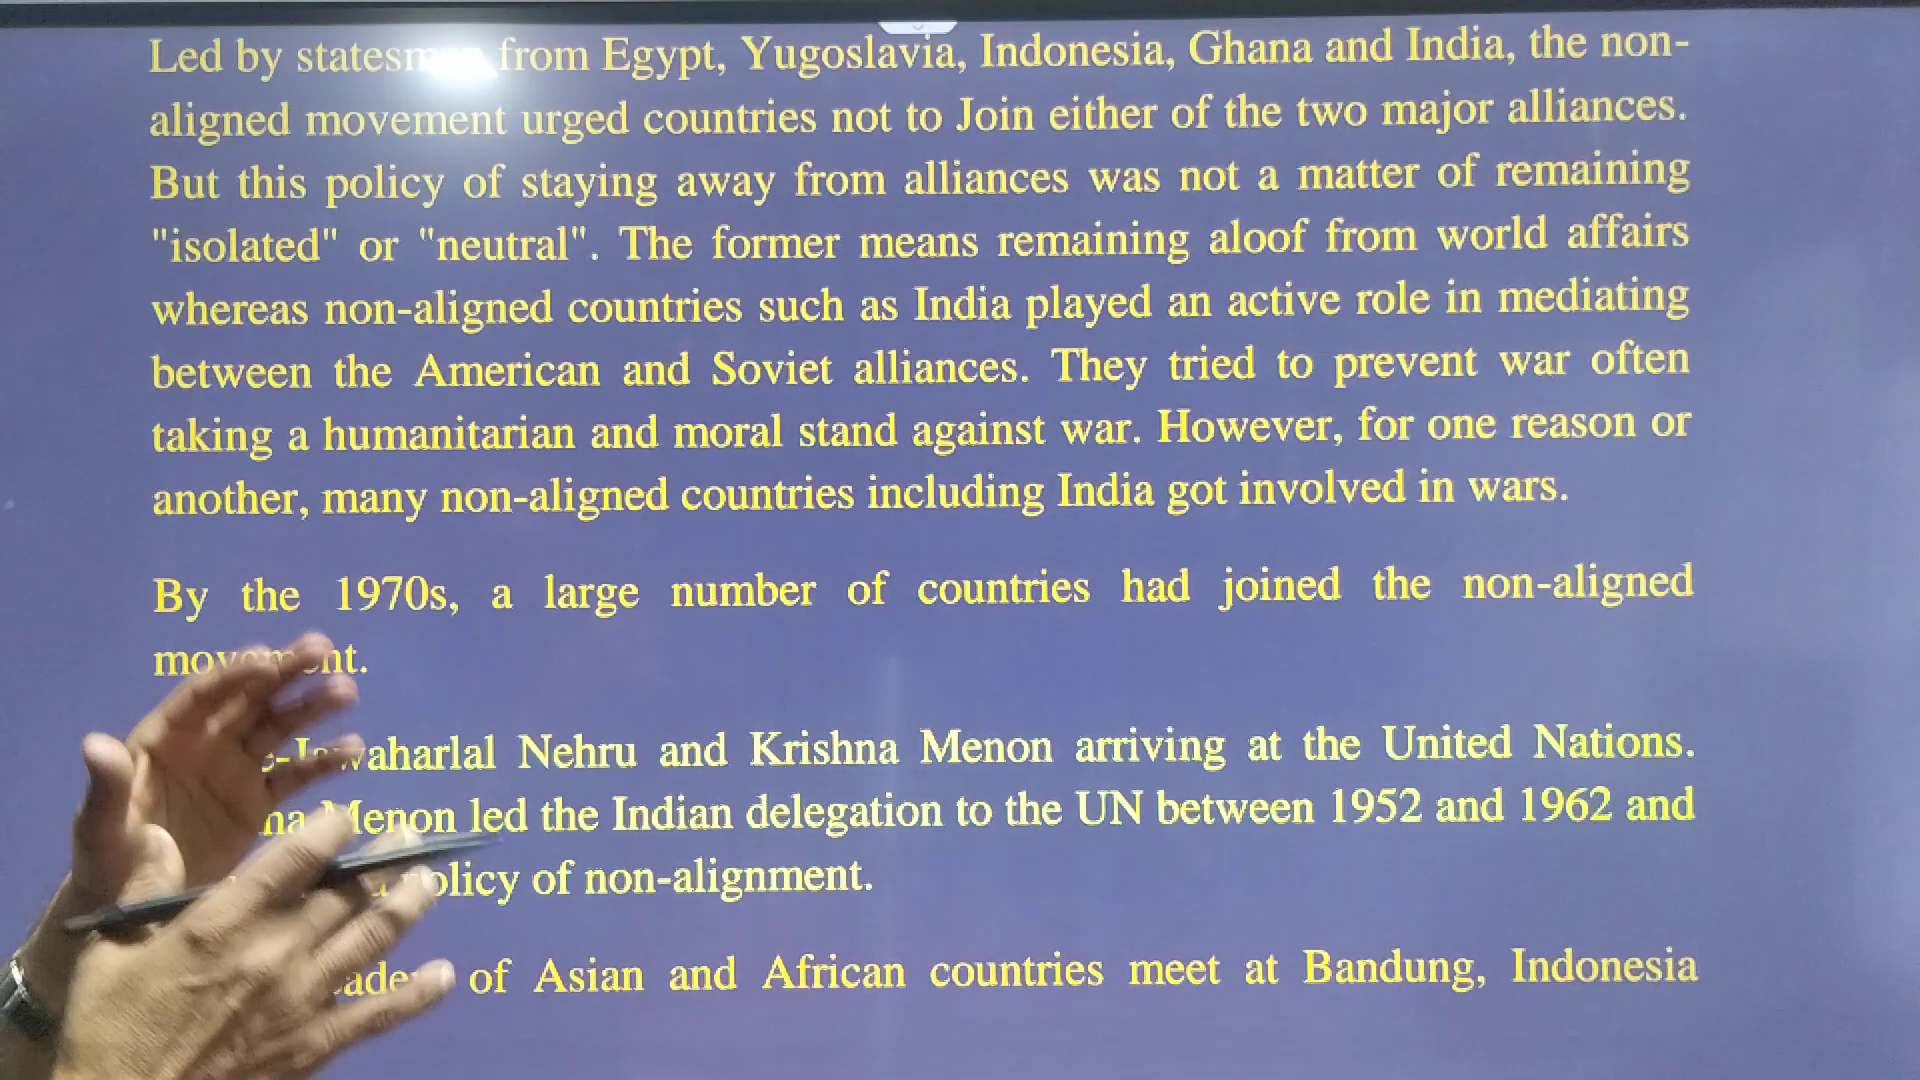 Led by from Egypt, Yugoslavia, Indonesia, Ghana and India, the non-
aligned movement urged countries not to Join either of the two major alliances.
But this policy of staying away from alliances was not a matter of remaining
"isolated" or "neutral". The former means remaining aloof from world affairs
whereas non-aligned countries such as India played an active role in mediating
between the American and Soviet alliances. They tried to prevent war often
taking a humanitarian and moral stand against war. However, for one reason or
another, many non-aligned countries including India got involved in wars.
By the 1970s, a large number of countries had joined the non-aligned
movement.
Jawaharlal Nehru and Krishna Menon arriving at the United Nations.
Menon led the Indian delegation to the UN between 1952 and 1962 and
policy of non-alignment.
of Asian and African countries meet at Bandung, Indonesia